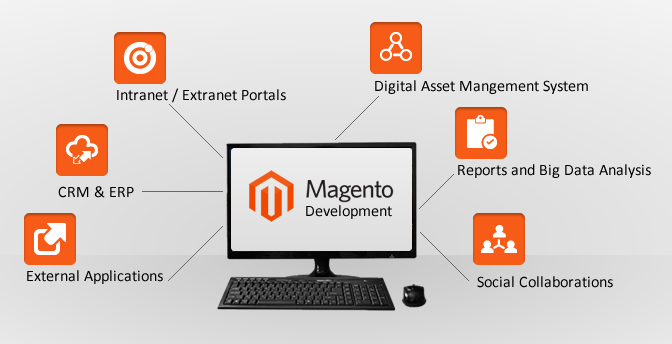 Digital Asset Mangement System
Intranet / Extranet Portals
Reports and Big Data Analysis
CRM & ERP
Magento
Development
External Applications
Social Collaborations